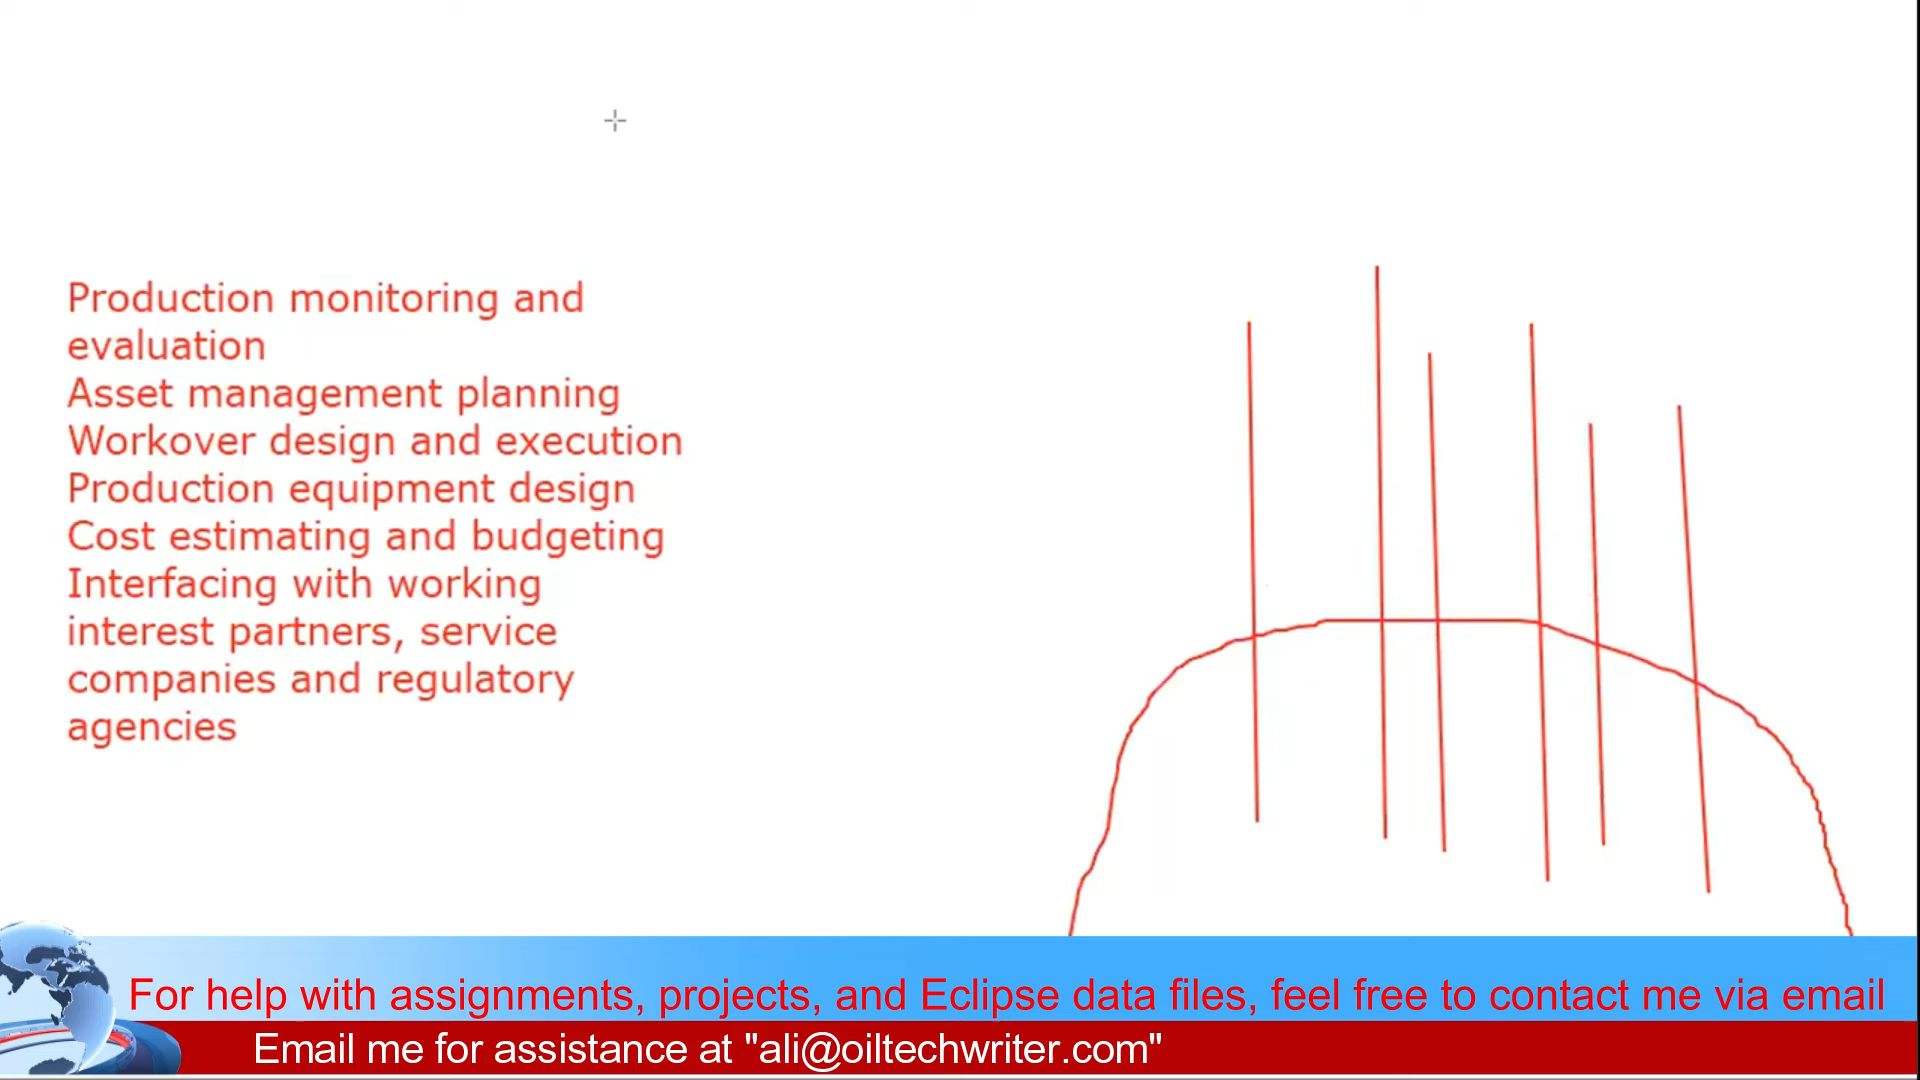 Production monitoring and
evaluation
Asset management planning
Workover design and execution
Production equipment design
Cost estimating and budgeting
Interfacing with working
interest partners, service
companies and regulatory
agencies
For help with assignments, projects, and Eclipse data files, feel free to contact me via email
Email me for assistance at "ali@oiltechwriter.com"